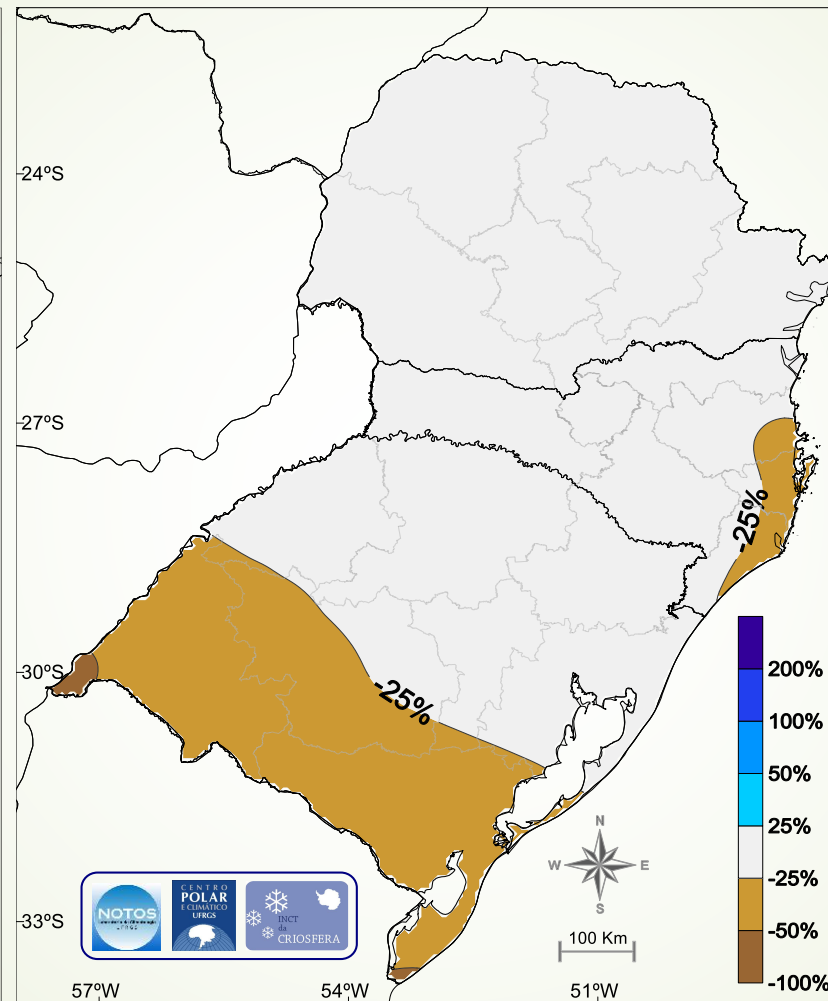 24ºS
27ºS
-25%
30ºS
-25%
200%
100%
50%
25%
-25%
-50%
-100%
N
W E
S
100 Km
33ºS
NOTOS
CENTRO
POLAR
E CLIMÁTICO
UFRGS
INCT
da
CRIOSFERA
57ºW 54ºW 51ºW